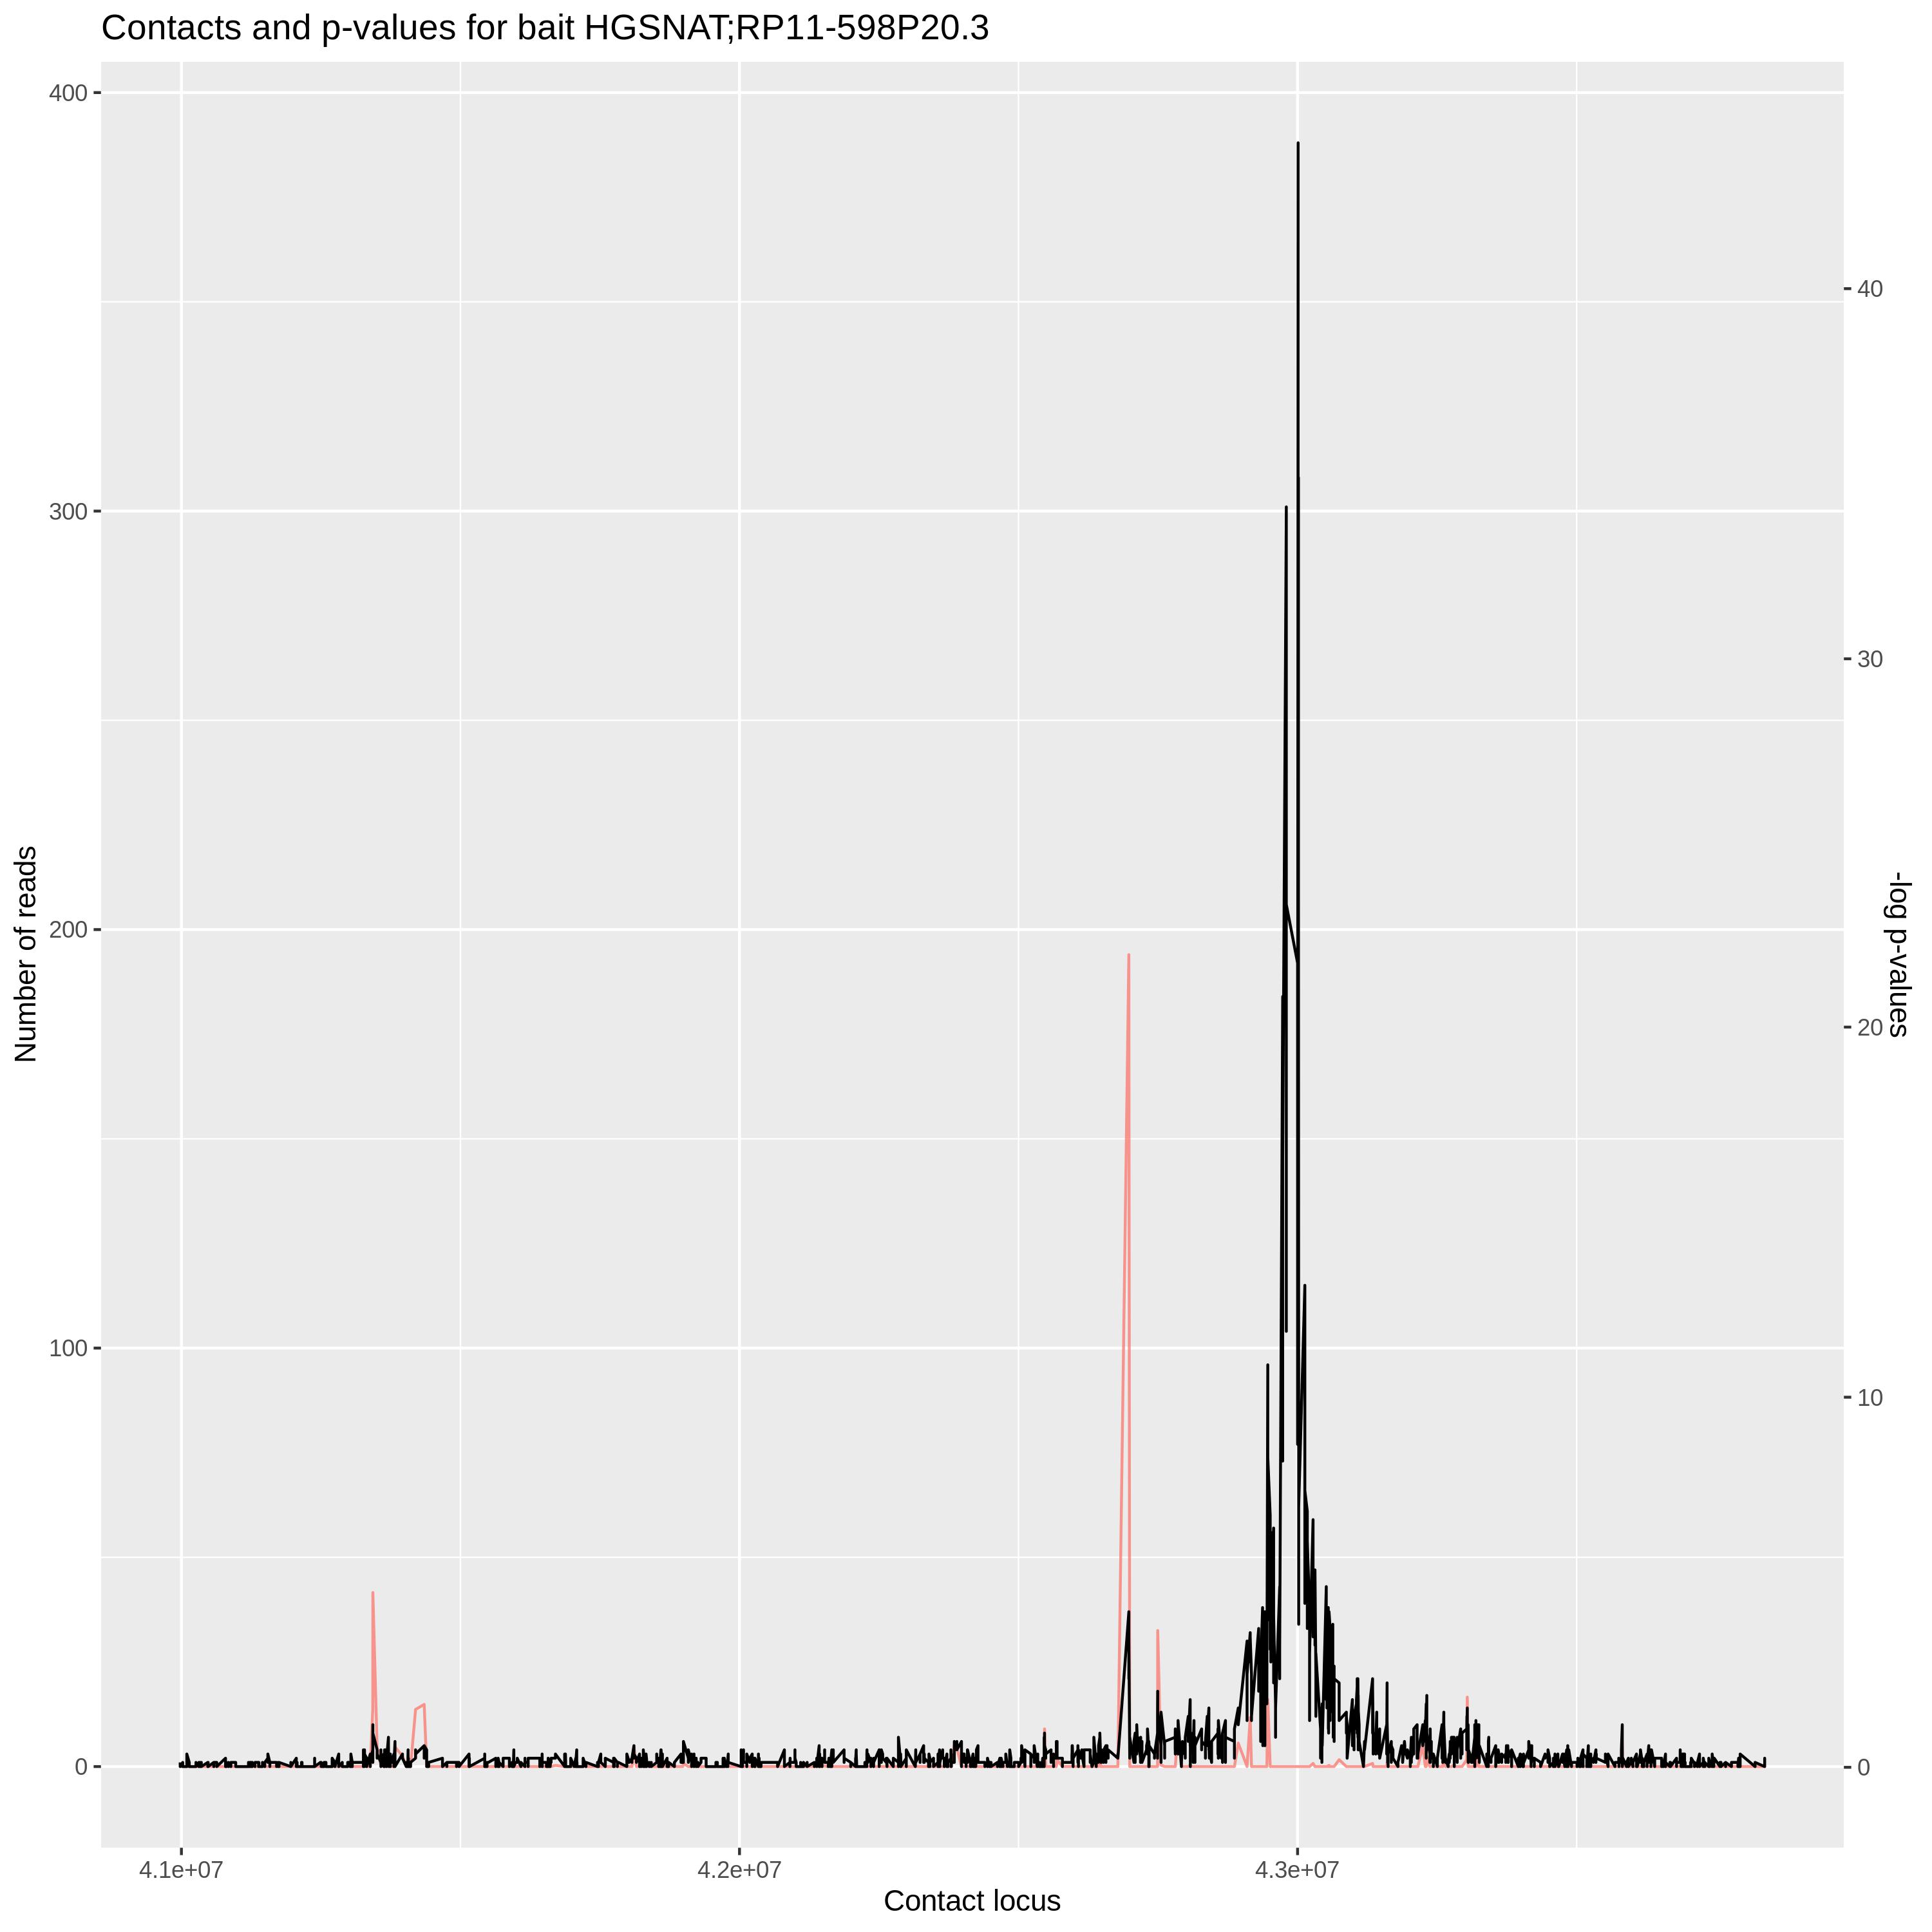 Contacts and p-values for bait HGSNAT;RP11-598P20.3
400
300
200
100
0
Number of reads
40
30
20
10
0
-log p-values
4.1e+07
4.2e+07
4.3e+07
Contact locus